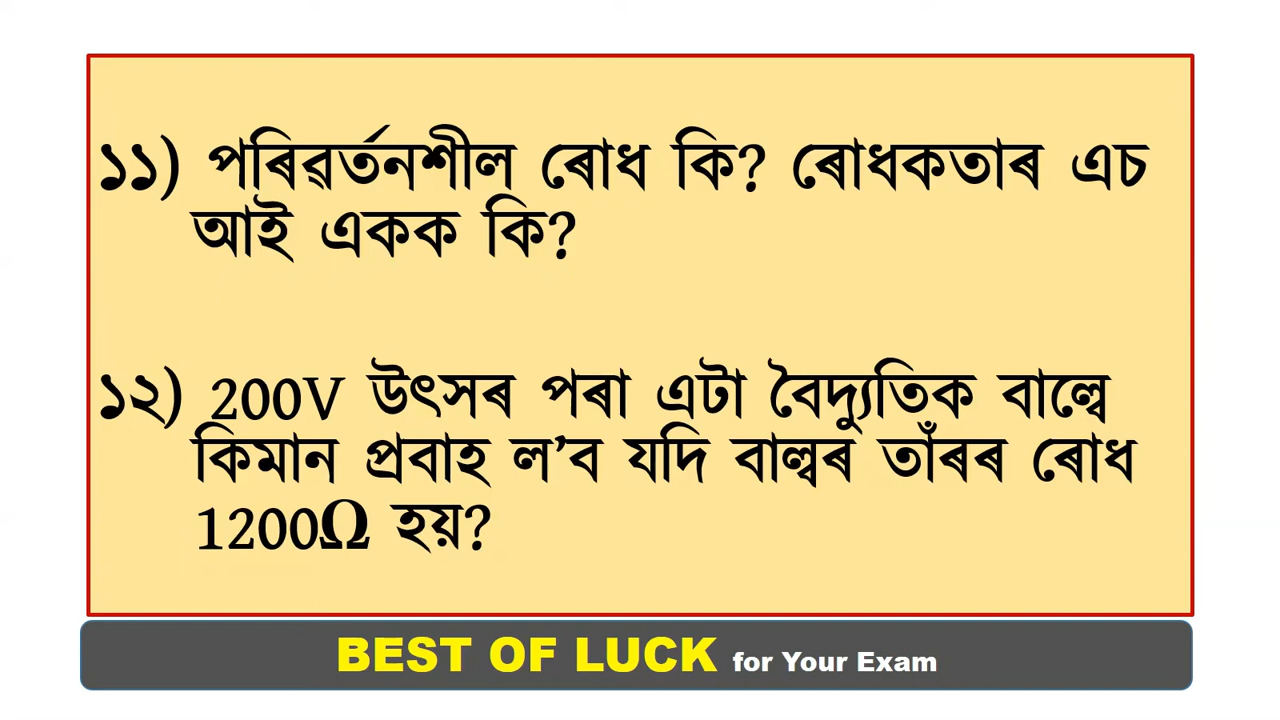 ১১) পৰিৱৰ্তনশীল ৰোধ কি? ৰোধকতাৰ এচ
আই একক কি?
১২) 200V উৎসৰ পৰা এটা বৈদ্যুতিক বাল্বে
কিমান প্ৰবাহ ল’ব যদি বাল্বৰ তাঁৰৰ ৰোধ
1200Ω হয়?
BEST OF LUCK for Your Exam